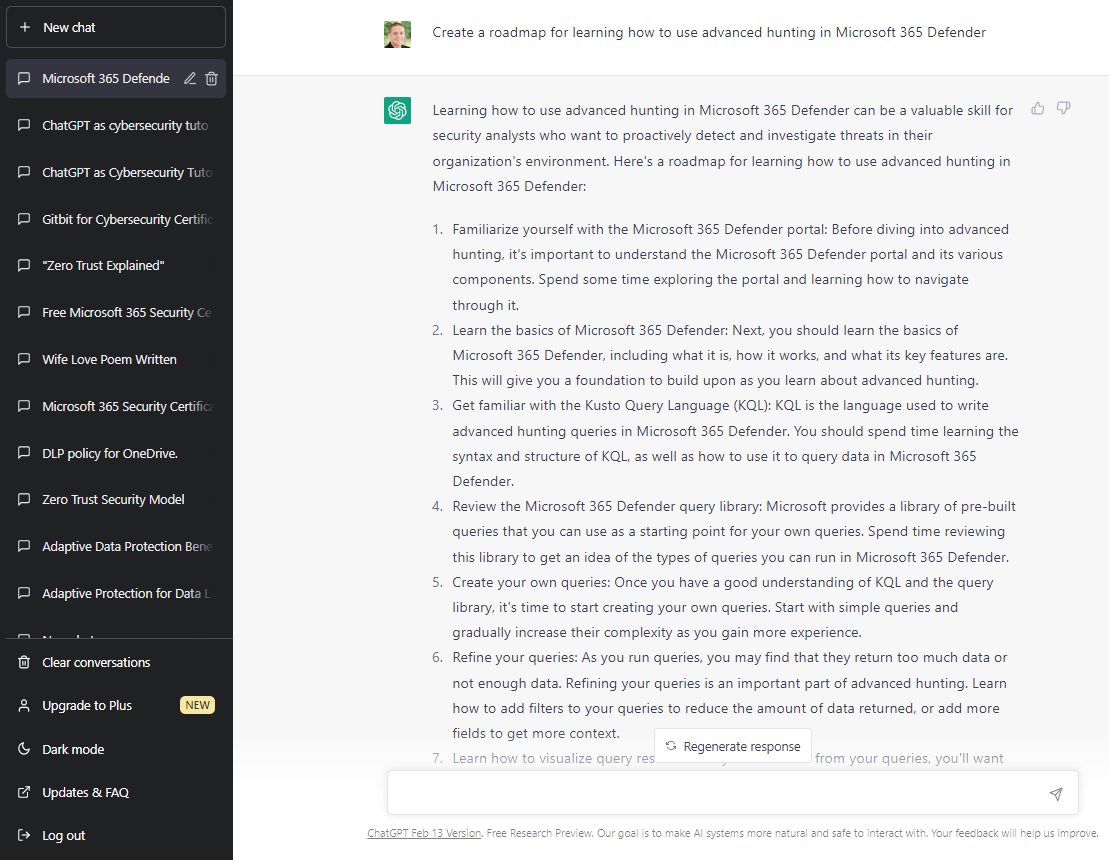 New chat
Microsoft 365 Defende
ChatGPT as cybersecurity tuto
ChatGPT as Cybersecurity Tuto
Gitbit for Cybersecurity Certific
"Zero Trust Explained"
Free Microsoft 365 Security Ce
Wife Love Poem Written
Microsoft 365 Security Certifica
DLP policy for OneDrive.
Zero Trust Security Model
Adaptive Data Protection Bene
Adaptive Protection for Data L
Clear conversations
Upgrade to Plus
NEW
Dark mode
Updates & FAQ
Log out
Create a roadmap for learning how to use advanced hunting in Microsoft 365 Defender
Learning how to use advanced hunting in Microsoft 365 Defender can be a valuable skill for
security analysts who want to proactively detect and investigate threats in their
organization's environment. Here's a roadmap for learning how to use advanced hunting in
Microsoft 365 Defender:
1. Familiarize yourself with the Microsoft 365 Defender portal: Before diving into advanced
hunting, it's important to understand the Microsoft 365 Defender portal and its various
components. Spend some time exploring the portal and learning how to navigate
through it.
2. Learn the basics of Microsoft 365 Defender: Next, you should learn the basics of
Microsoft 365 Defender, including what it is, how it works, and what its key features are.
This will give you a foundation to build upon as you learn about advanced hunting.
3. Get familiar with the Kusto Query Language (KQL): KQL is the language used to write
advanced hunting queries in Microsoft 365 Defender. You should spend time learning the
syntax and structure of KQL, as well as how to use it to query data in Microsoft 365
Defender.
4. Review the Microsoft 365 Defender query library: Microsoft provides a library of pre-built
queries that you can use as a starting point for your own queries. Spend time reviewing
this library to get an idea of the types of queries you can run in Microsoft 365 Defender.
5. Create your own queries: Once you have a good understanding of KQL and the query
library, it's time to start creating your own queries. Start with simple queries and
gradually increase their complexity as you gain more experience.
6. Refine your queries: As you run queries, you may find that they return too much data or
not enough data. Refining your queries is an important part of advanced hunting. Learn
how to add filters to your queries to reduce the amount of data returned, or add more
fields to get more context.
Regenerate response
7. Learn how to visualize query res from your queries, you'll want
ChatGPT Feb 13 Version. Free Research Preview. Our goal is to make AI systems more natural and safe to interact with. Your feedback will help us improve.